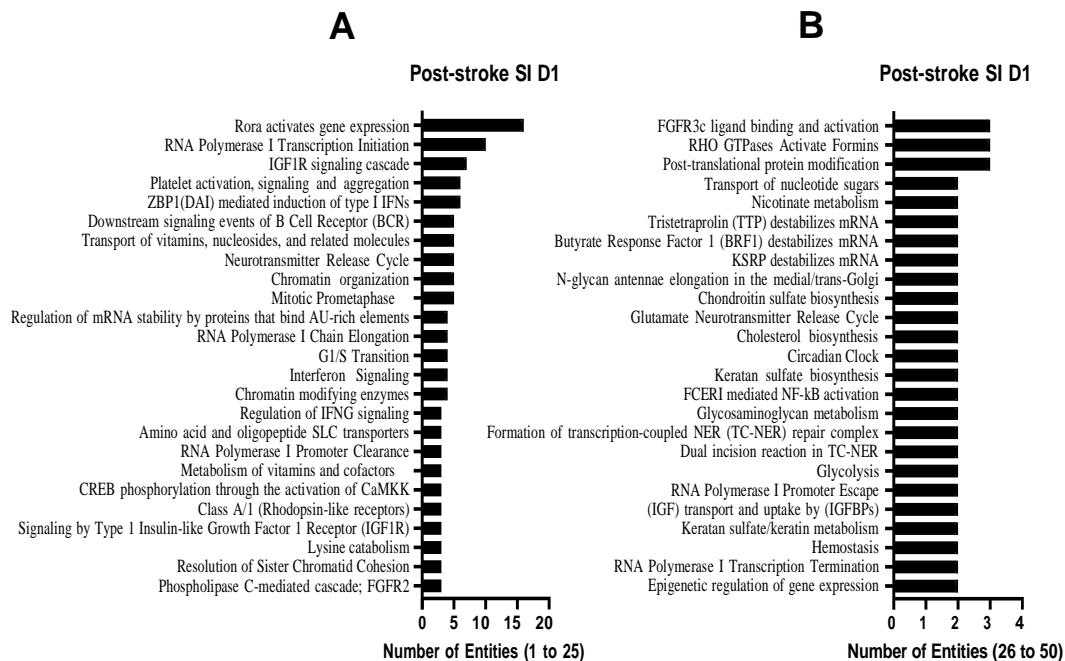 A
Post-stroke SI D1
Rora activates gene expression
RNA Polymerase I Transcription Initiation
IGF1R signaling cascade
Platelet activation, signaling and aggregation
ZBP1(DAI) mediated induction of type I IFNs
Downstream signaling events of B Cell Receptor (BCR)
Transport of vitamins, nucleosides, and related molecules
Neurotransmitter Release Cycle
Chromatin organization
Mitotic Prometaphase
Regulation of mRNA stability by proteins that bind AU-rich elements
RNA Polymerase I Chain Elongation
G1/S Transition
Interferon Signaling
Chromatin modifying enzymes
Regulation of IFNG signaling
Amino acid and oligopeptide SLC transporters
RNA Polymerase I Promoter Clearance
Metabolism of vitamins and cofactors
CREB phosphorylation through the activation of CaMKK
Class A/1 (Rhodopsin-like receptors)
Signaling by Type 1 Insulin-like Growth Factor 1 Receptor (IGF1R)
Lysine catabolism
Resolution of Sister Chromatid Cohesion
Phospholipase C-mediated cascade; FGFR2
0 5 10 15 20
Number of Entities (1 to 25)
B
Post-stroke SI D1
FGFR3c ligand binding and activation
RHO GTPases Activate Formins
Post-translational protein modification
Transport of nucleotide sugars
Nicotinate metabolism
Tristetraprolin (TTP) destabilizes mRNA
Butyrate Response Factor 1 (BRF1) destabilizes mRNA
KSRP destabilizes mRNA
N-glycan antennae elongation in the medial/trans-Golgi
Chondroitin sulfate biosynthesis
Glutamate Neurotransmitter Release Cycle
Cholesterol biosynthesis
Circadian Clock
Keratan sulfate biosynthesis
FCERI mediated NF-kB activation
Glycosaminoglycan metabolism
Formation of transcription-coupled NER (TC-NER) repair complex
Dual incision reaction in TC-NER
Glycolysis
RNA Polymerase I Promoter Escape
(IGF) transport and uptake by (IGFBPs)
Keratan sulfate/keratin metabolism
Hemostasis
RNA Polymerase I Transcription Termination
Epigenetic regulation of gene expression
0 1 2 3 4
Number of Entities (26 to 50)